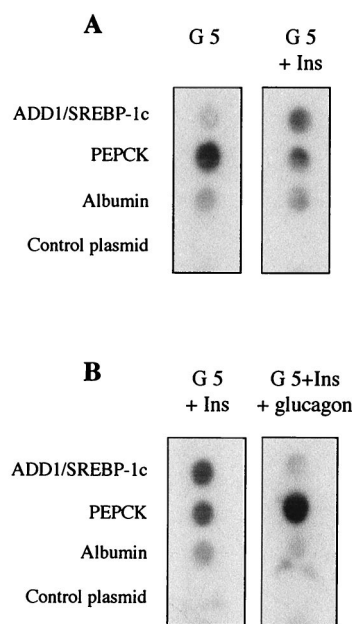 A
G 5
G 5
+ Ins
ADD1/SREBP-1c
PEPCK
Albumin
Control plasmid
B
G 5
+ Ins
G 5+Ins
+ glucagon
ADD1/SREBP-1c
PEPCK
Albumin
Control plasmid